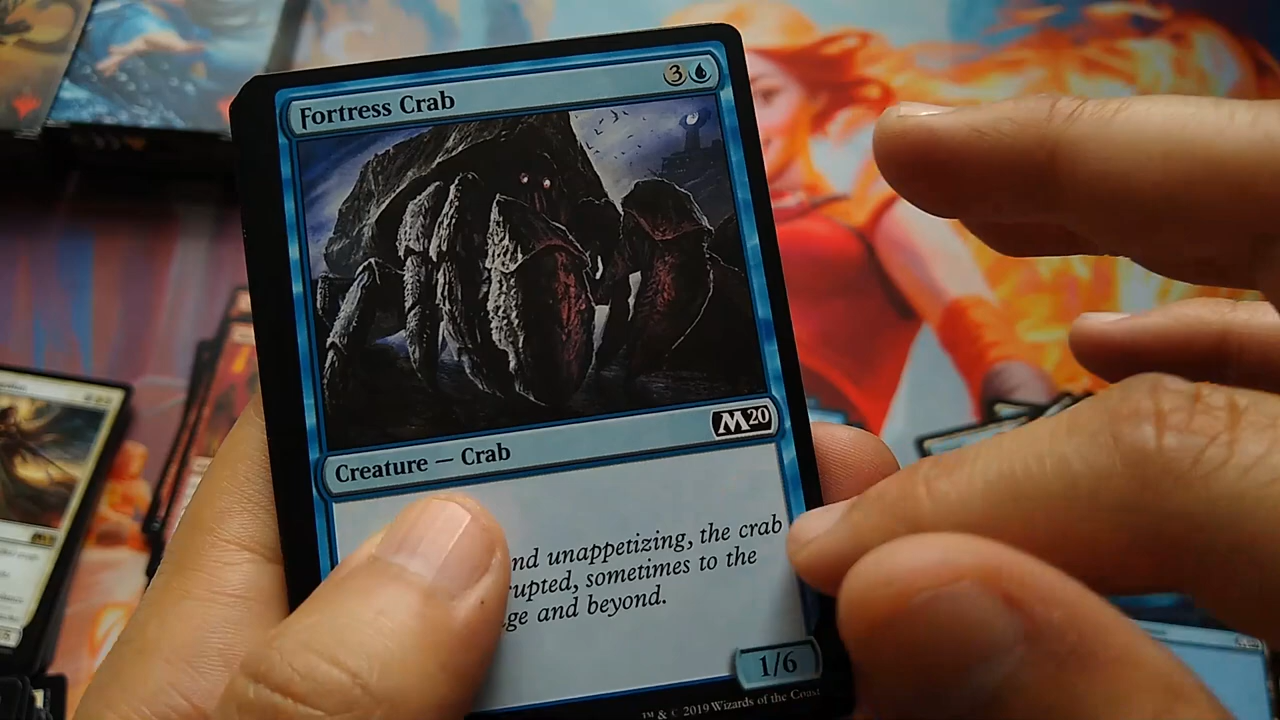 Fortress Crab
3
M20
Creature — Crab
nd unappetizing, the crab
rupted, sometimes to the
ge and beyond.
1/6
™ & © 2019 Wizards of the Coast